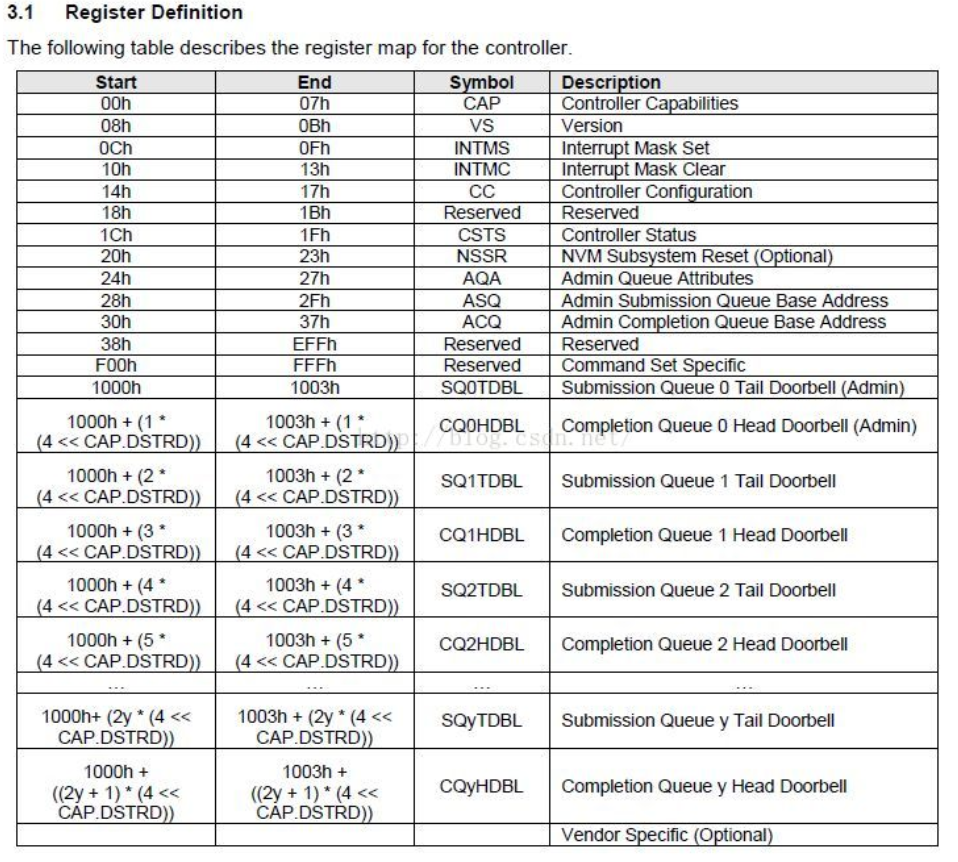 3.1 Register Definition
The following table describes the register map for the controller.
Start End Symbol Description
00h 07h CAP Controller Capabilities
08h 0Bh VS Version
0Ch 0Fh INTMS Interrupt Mask Set
10h 13h INTMC Interrupt Mask Clear
14h 17h CC Controller Configuration
18h 1Bh Reserved Reserved
1Ch 1Fh CSTS Controller Status
20h 23h NSSR NVM Subsystem Reset (Optional)
24h 27h AQA Admin Queue Attributes
28h 2Fh ASQ Admin Submission Queue Base Address
30h 37h ACQ Admin Completion Queue Base Address
38h EFFh Reserved Reserved
F00h FFFh Reserved Command Set Specific
1000h 1003h SQ0TDBL Submission Queue 0 Tail Doorbell (Admin)
1000h + (1 * 1003h + (1 *
(4 << CAP.DSTRD)) (4 << CAP.DSTRD)) CQ0HDBL Completion Queue 0 Head Doorbell (Admin)
http://blog.csdn.net/
1000h + (2 * 1003h + (2 *
(4 << CAP.DSTRD)) (4 << CAP.DSTRD)) SQ1TDBL Submission Queue 1 Tail Doorbell
1000h + (3 * 1003h + (3 *
(4 << CAP.DSTRD)) (4 << CAP.DSTRD)) CQ1HDBL Completion Queue 1 Head Doorbell
1000h + (4 * 1003h + (4 *
(4 << CAP.DSTRD)) (4 << CAP.DSTRD)) SQ2TDBL Submission Queue 2 Tail Doorbell
1000h + (5 * 1003h + (5 *
(4 << CAP.DSTRD)) (4 << CAP.DSTRD)) CQ2HDBL Completion Queue 2 Head Doorbell
... ... ... ...
1000h+ (2y * (4 << 1003h + (2y * (4 <<
CAP.DSTRD)) CAP.DSTRD)) SQyTDBL Submission Queue y Tail Doorbell
1000h + 1003h +
((2y + 1) * (4 << ((2y + 1) * (4 << CQyHDBL Completion Queue y Head Doorbell
CAP.DSTRD)) CAP.DSTRD))
Vendor Specific (Optional)